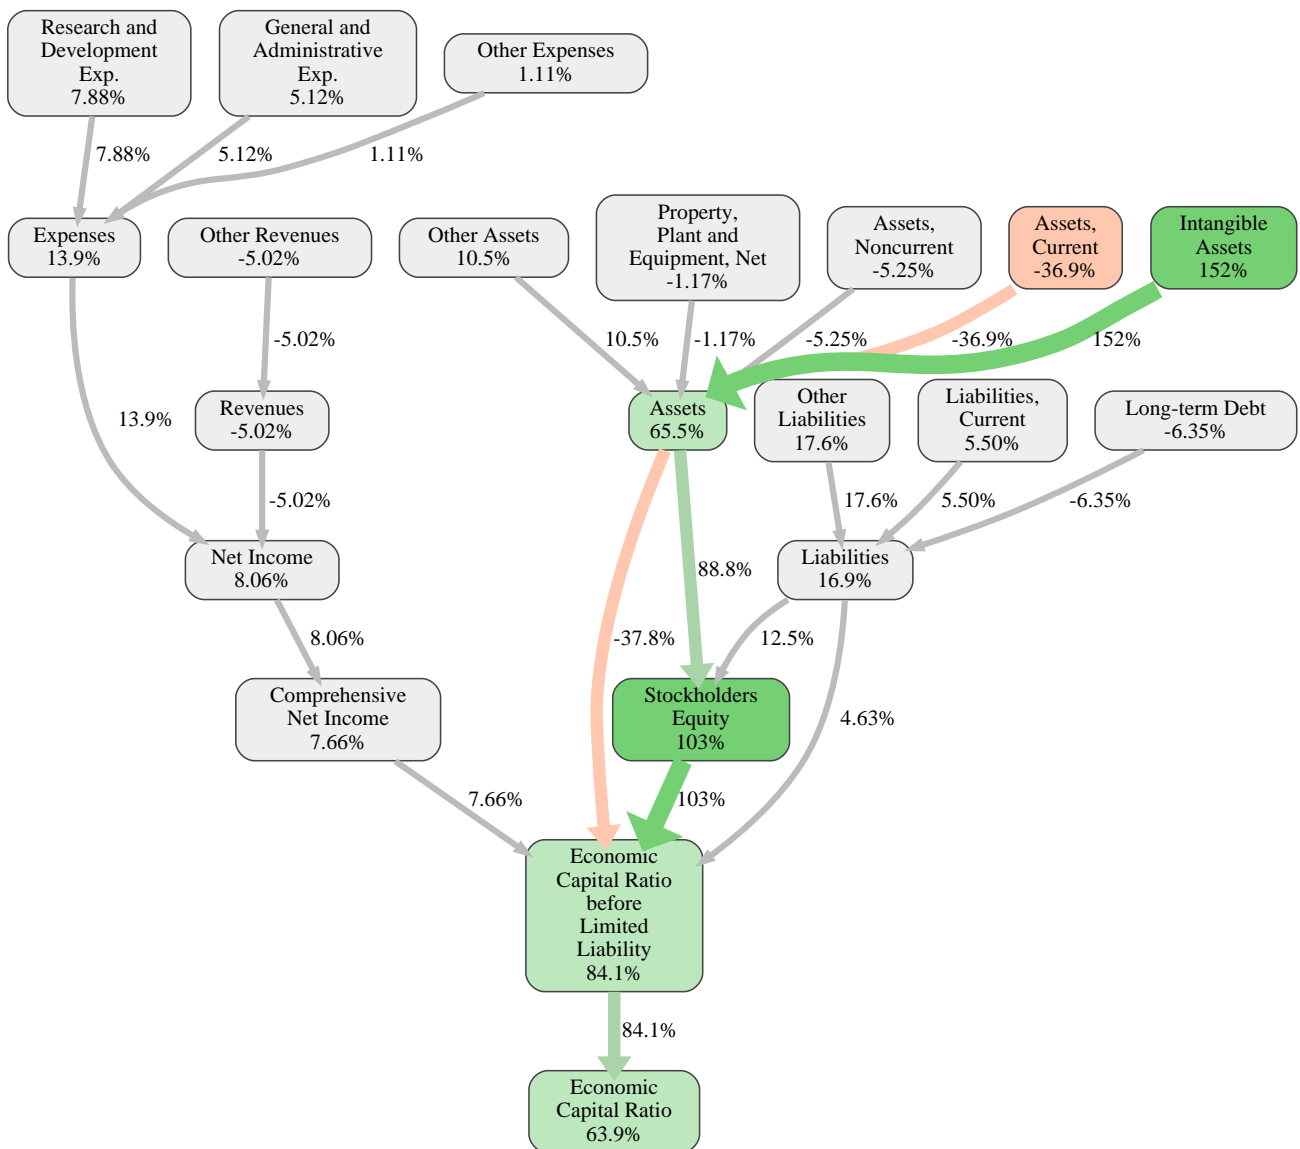 Research and
Development
Exp.
7.88%
General and
Administrative
Exp.
5.12%
Other Expenses
1.11%
7.88%
5.12%
1.11%
Expenses
13.9%
Other Revenues
-5.02%
Other Assets
10.5%
Property,
Plant and
Equipment, Net
-1.17%
Assets,
Noncurrent
-5.25%
Assets,
Current
-36.9%
Intangible
Assets
152%
-5.02%
10.5%
-1.17%
-5.25%
-36.9%
152%
13.9%
Revenues
-5.02%
Assets
65.5%
Other
Liabilities
17.6%
Liabilities,
Current
5.50%
Long-term Debt
-6.35%
-5.02%
17.6%
5.50%
-6.35%
Net Income
8.06%
88.8%
Liabilities
16.9%
8.06%
-37.8%
12.5%
Comprehensive
Net Income
7.66%
Stockholders
Equity
103%
4.63%
7.66%
103%
Economic
Capital Ratio
before
Limited
Liability
84.1%
84.1%
Economic
Capital Ratio
63.9%